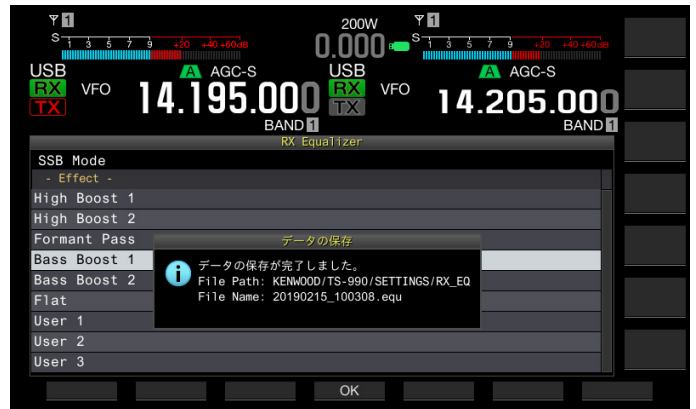 1 200W 1
S 1 3 5 7 9 +20 +40 +60dB 0.000 S 1 3 5 7 9 +20 +40 +60dB
USB A AGC-S USB A AGC-S
RX VFO 14.195.000 RX VFO 14.205.000
TX TX
BAND 1 BAND 1
RX Equalizer
SSB Mode
- Effect -
High Boost 1
High Boost 2
Formant Pass
データの保存
Bass Boost 1
データの保存が完了しました。
Bass Boost 2
File Path: KENWOOD/TS-990/SETTINGS/RX_EQ
Flat
File Name: 20190215_100308.equ
User 1
User 2
User 3
OK